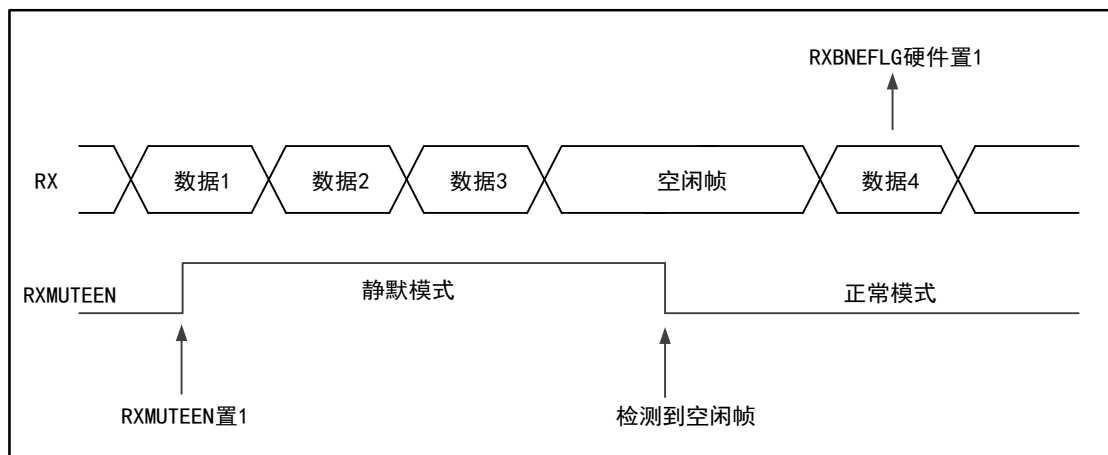 RXBNEFLG硬件置1
RX
数据1
数据2
数据3
空闲帧
数据4
RXMUTEEN
静默模式
正常模式
RXMUTEEN置1
检测到空闲帧